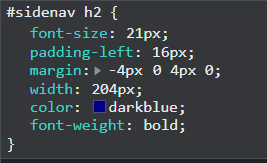 #sidenav h2 {
font-size: 21px;
padding-left: 16px;
margin: -4px 0 4px 0;
width: 204px;
color: darkblue;
font-weight: bold;
}